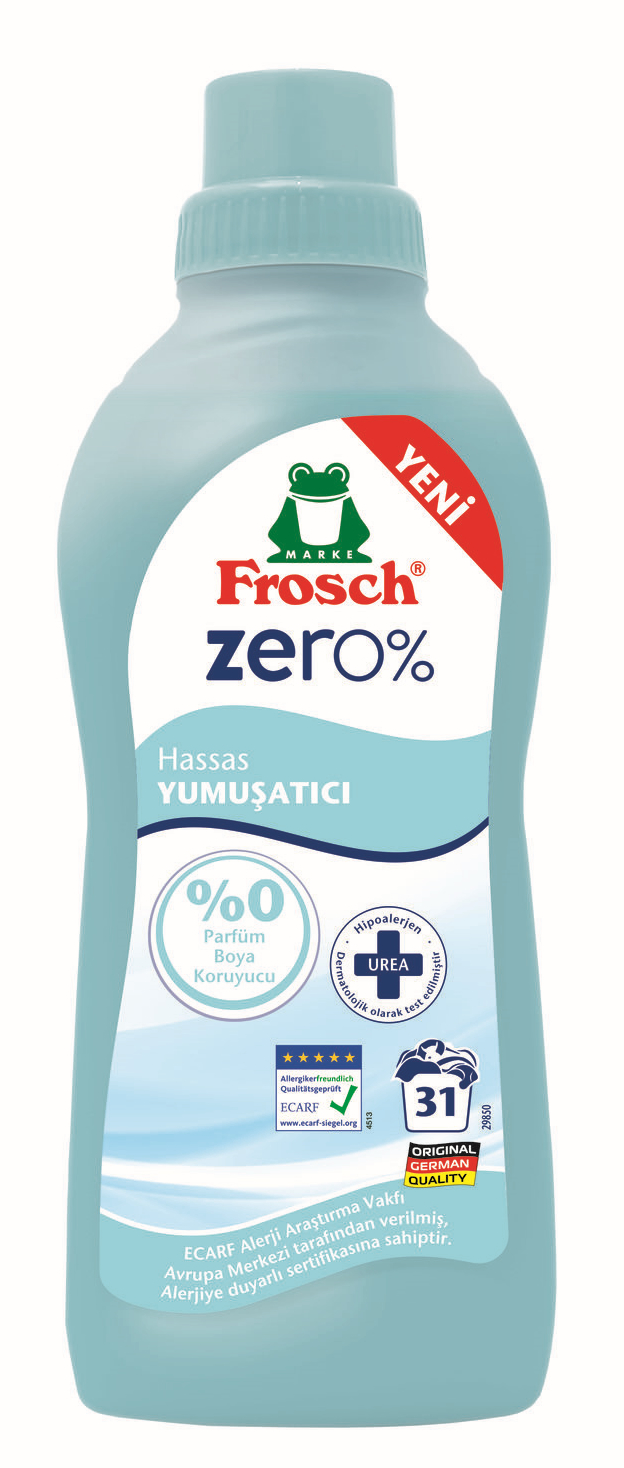 YENİ
MARKE
Frosch®
zero%
Hassas
YUMUŞATICI
%0
Parfüm
Boya
Koruyucu
Hipoalerjen
UREA
Dermatolojik olarak test edilmiştir
Allergikerfreundlich
Qualitätsgeprüft
ECARF
www.ecarf-siegel.org
4513
31
29850
ORIGINAL
GERMAN
QUALITY
ECARF Alerji Araştırma Vakfı
Avrupa Merkezi tarafından verilmiş,
Alerjiye duyarlı sertifikasına sahiptir.